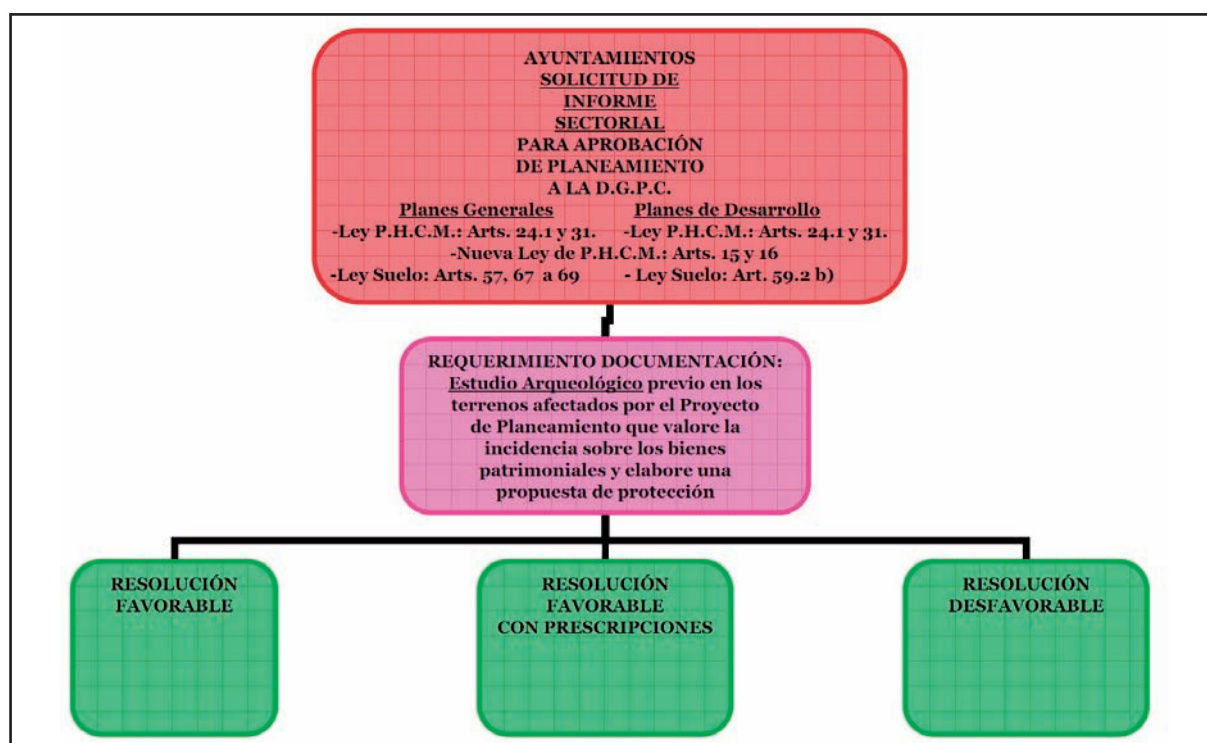 AYUNTAMIENTOS
SOLICITUD DE
INFORME
SECTORIAL
PARA APROBACIÓN
DE PLANEAMIENTO
A LA D.G.P.C.
Planes Generales Planes de Desarrollo
-Ley P.H.C.M.: Arts. 24.1 y 31. -Ley P.H.C.M.: Arts. 24.1 y 31.
-Nueva Ley de P.H.C.M.: Arts. 15 y 16
-Ley Suelo: Arts. 57, 67 a 69 - Ley Suelo: Art. 59.2 b)
REQUERIMIENTO DOCUMENTACIÓN:
Estudio Arqueológico previo en los
terrenos afectados por el Proyecto
de Planeamiento que valore la
incidencia sobre los bienes
patrimoniales y elabore una
propuesta de protección
RESOLUCIÓN
FAVORABLE
RESOLUCIÓN
FAVORABLE
CON PRESCRIPCIONES
RESOLUCIÓN
DESFAVORABLE